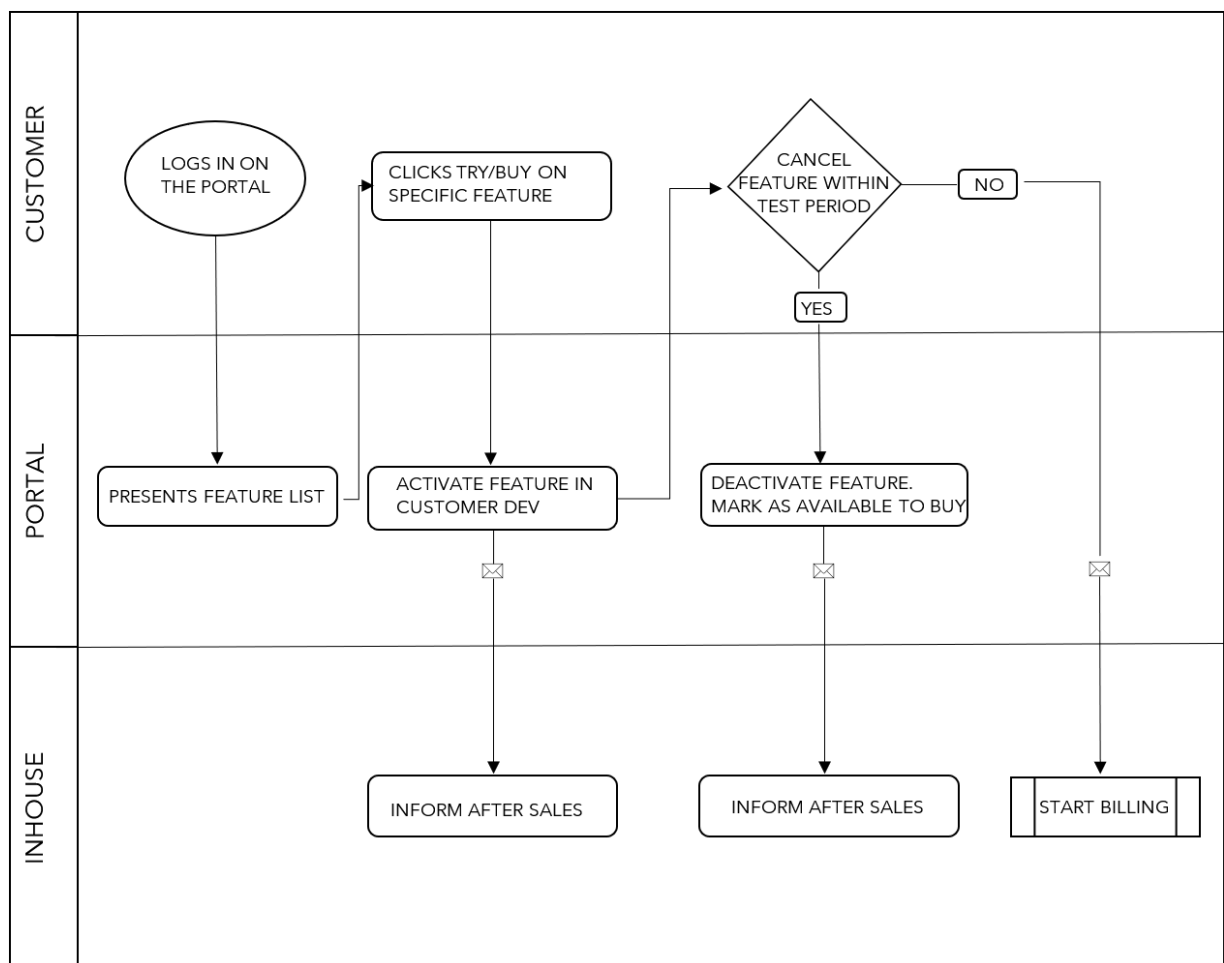 CUSTOMER
LOGS IN ON
THE PORTAL
CLICKS TRY/BUY ON
SPECIFIC FEATURE
CANCEL
FEATURE WITHIN
TEST PERIOD
NO
YES
PORTAL
PRESENTS FEATURE LIST
ACTIVATE FEATURE IN
CUSTOMER DEV
DEACTIVATE FEATURE.
MARK AS AVAILABLE TO BUY
INHOUSE
INFORM AFTER SALES
INFORM AFTER SALES
START BILLING